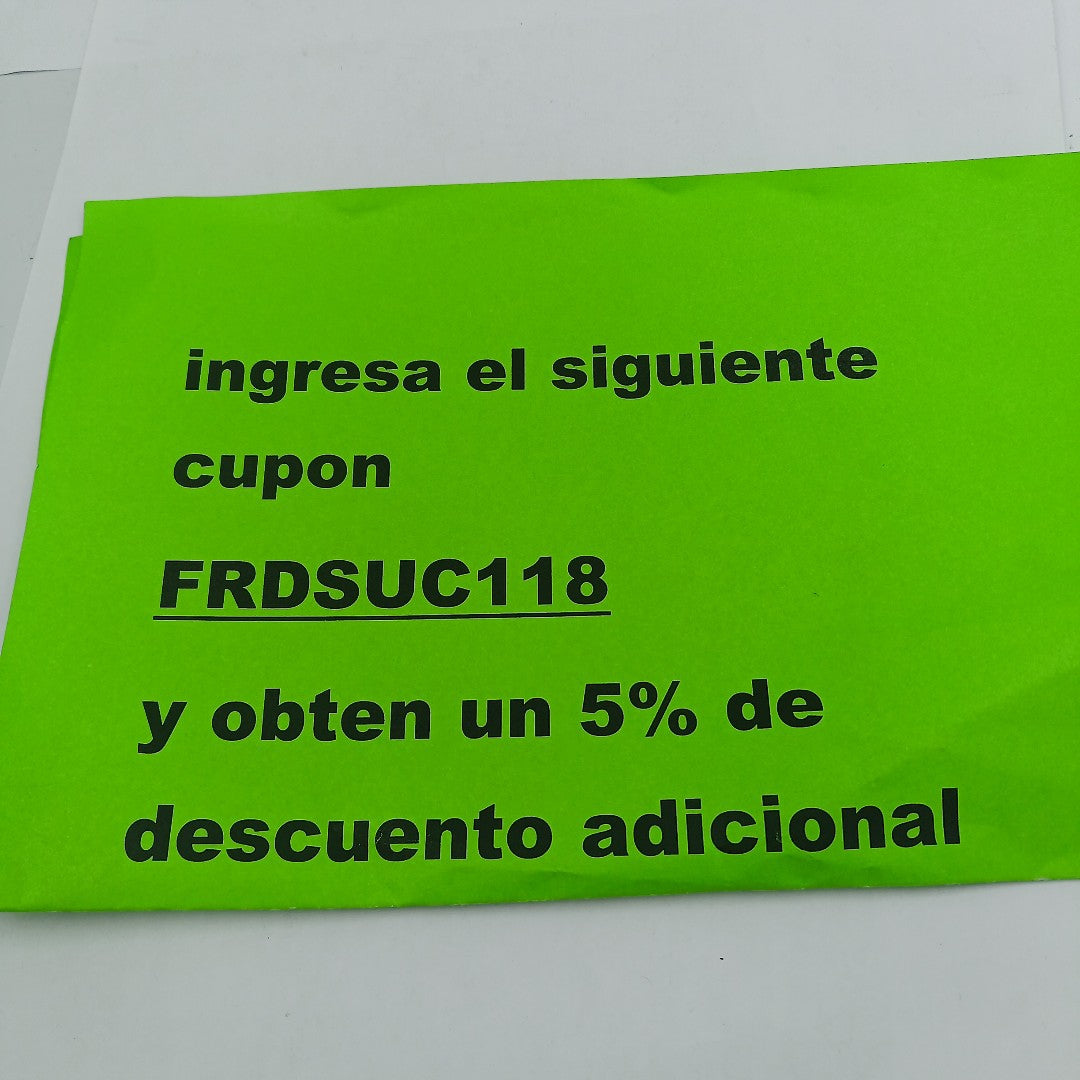 ingresa el siguiente
cupon
FRDSUC118
y obten un 5% de
descuento adicional